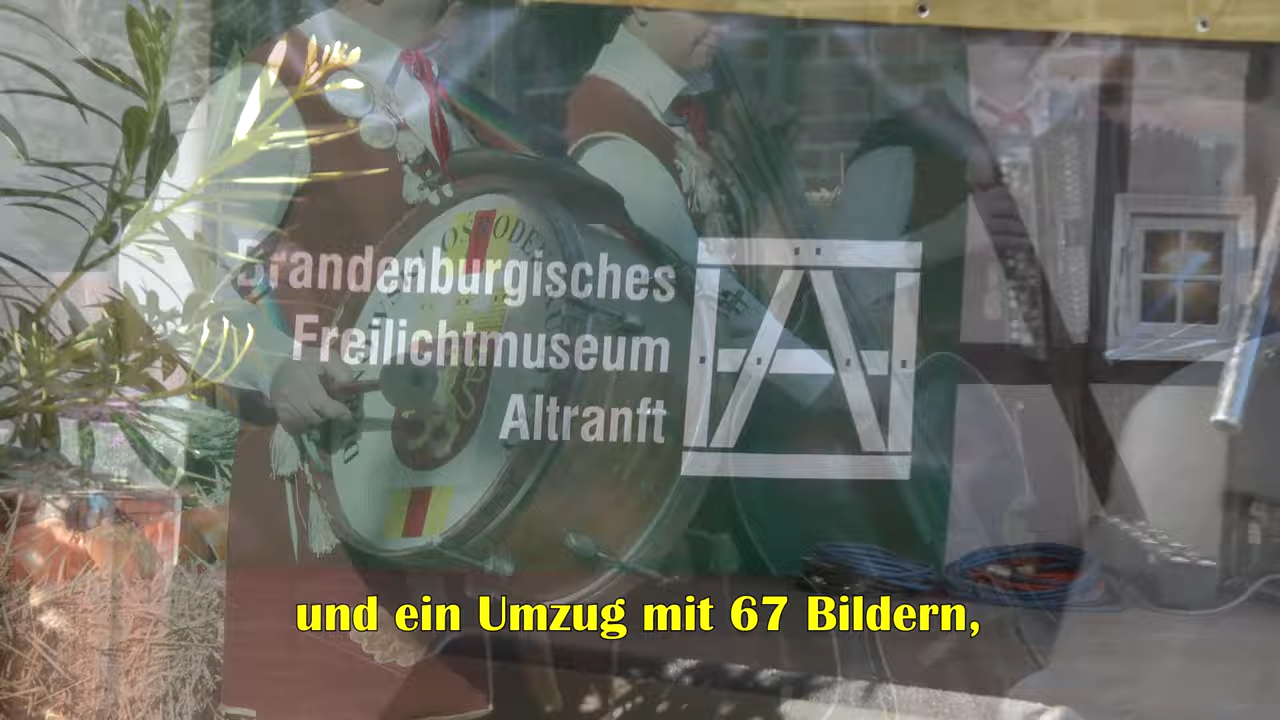 Brandenburgisches
Freilichtmuseum
Altranft
und ein Umzug mit 67 Bildern,